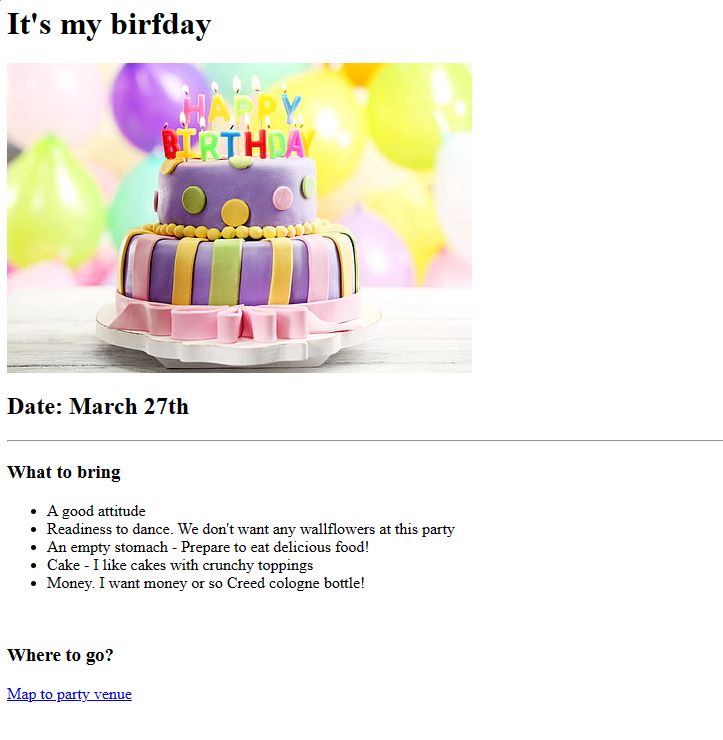 It's my birfday
HAPPY
BIRTHDAY
Date: March 27th
What to bring
A good attitude
Readiness to dance. We don't want any wallflowers at this party
An empty stomach - Prepare to eat delicious food!
Cake - I like cakes with crunchy toppings
Money. I want money or so Creed cologne bottle!
Where to go?
Map to party venue